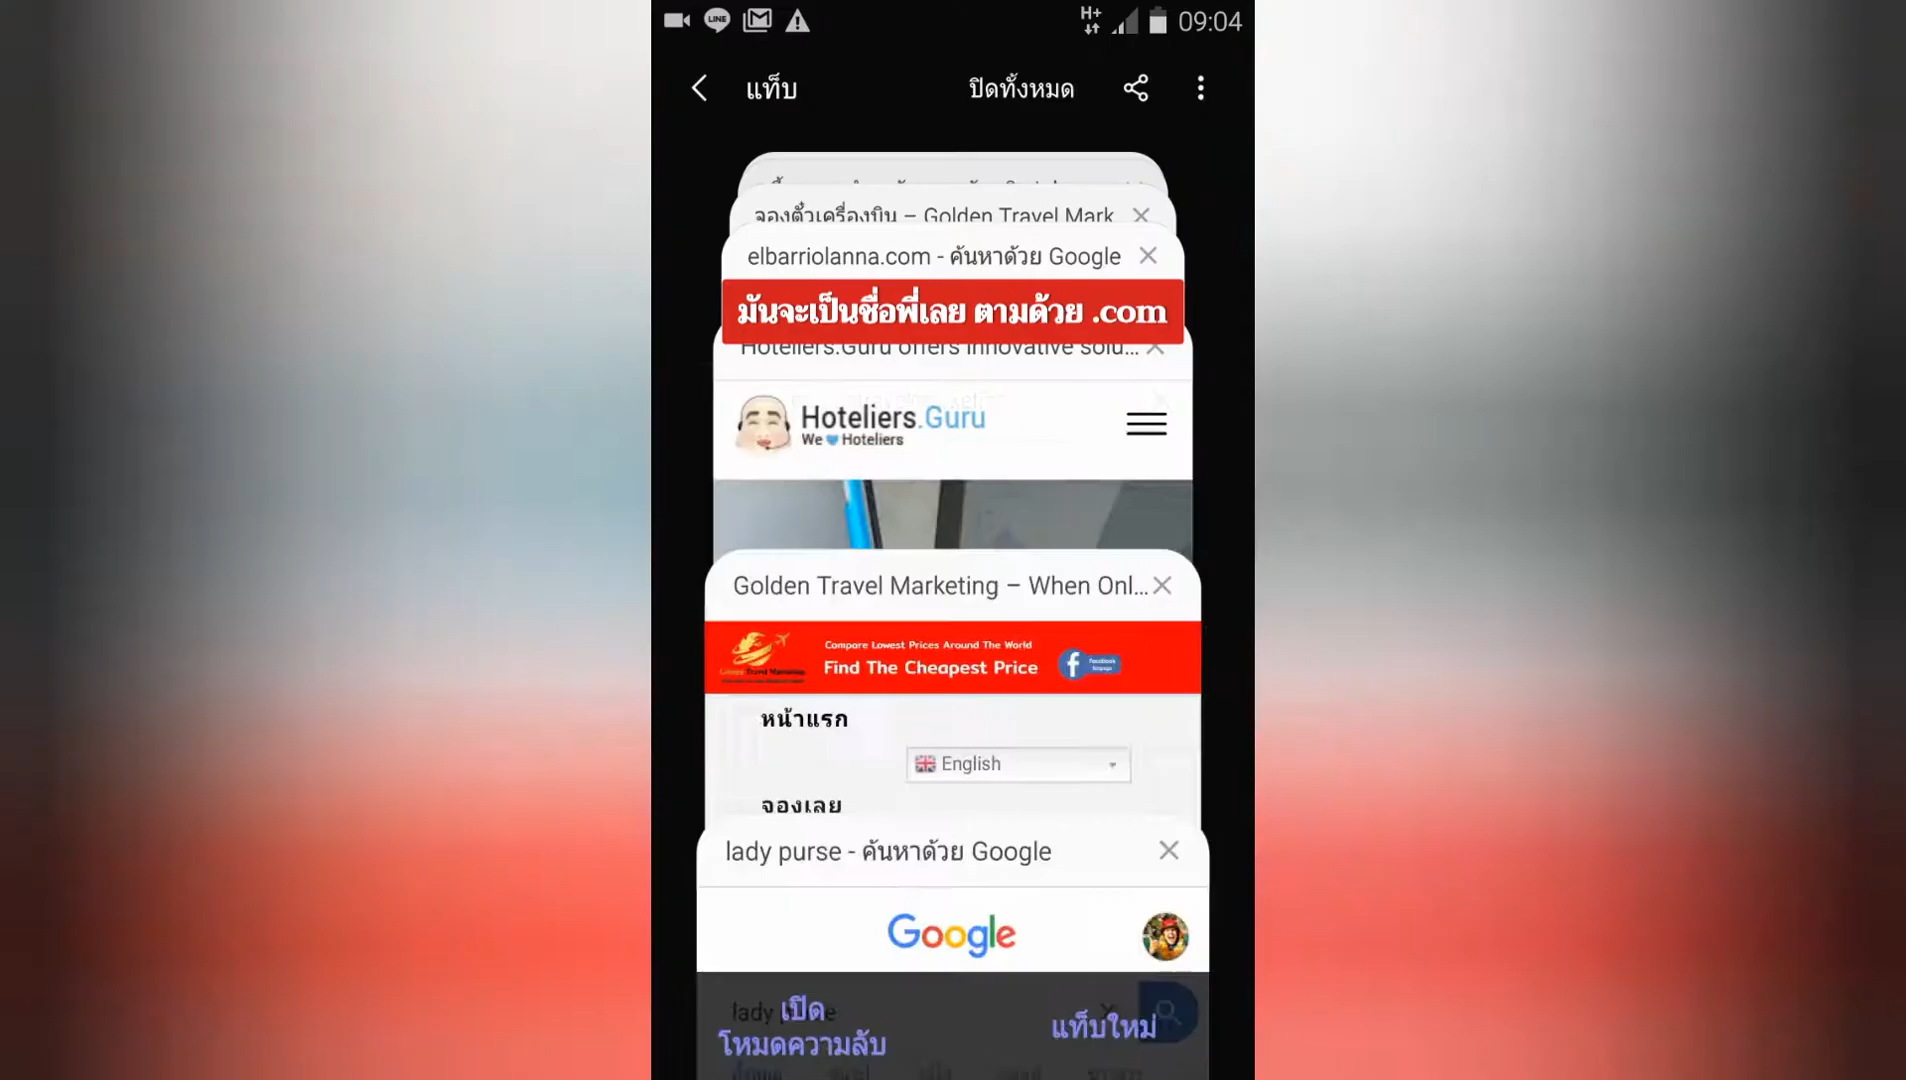 LINE
H+
09:04
แท็บ
ปิดทั้งหมด
จองตั๋วเครื่องบิน – Golden Travel Mark
elbarriolanna.com - ค้นหาด้วย Google
มันจะเป็นชื่อพี่เลย ตามด้วย .com
Hoteliers.Guru offers innovative solu...
Hoteliers.Guru
We Hoteliers
Golden Travel Marketing – When Onl...
Compare Lowest Prices Around The World
Find The Cheapest Price
Facebook
fanpage
Golden Travel Marketing
หน้าแรก
English
จองเลย
lady purse - ค้นหาด้วย Google
Google
เปิด
โหมดความลับ
แท็บใหม่